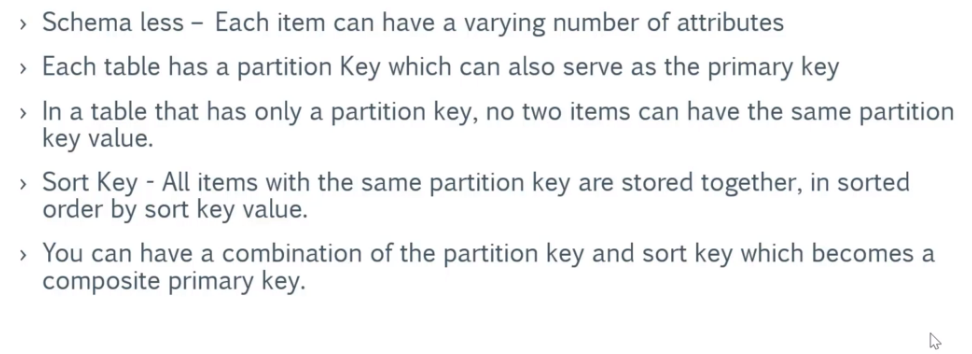 › Schema less – Each item can have a varying number of attributes
› Each table has a partition Key which can also serve as the primary key
› In a table that has only a partition key, no two items can have the same partition
key value.
› Sort Key - All items with the same partition key are stored together, in sorted
order by sort key value.
› You can have a combination of the partition key and sort key which becomes a
composite primary key.